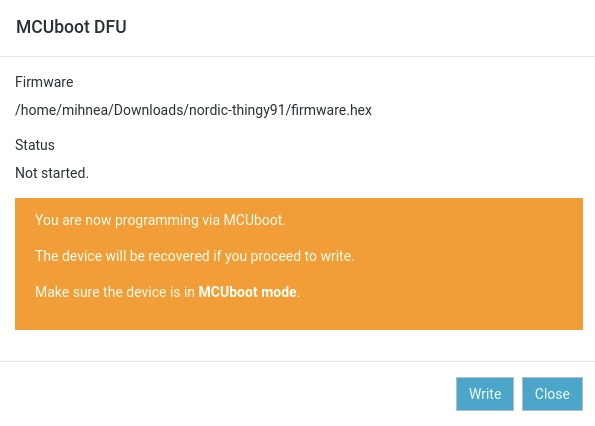 MCUboot DFU
Firmware
/home/mihnea/Downloads/nordic-thingy91/firmware.hex
Status
Not started.
You are now programming via MCUboot.
The device will be recovered if you proceed to write.
Make sure the device is in MCUboot mode.
Write Close